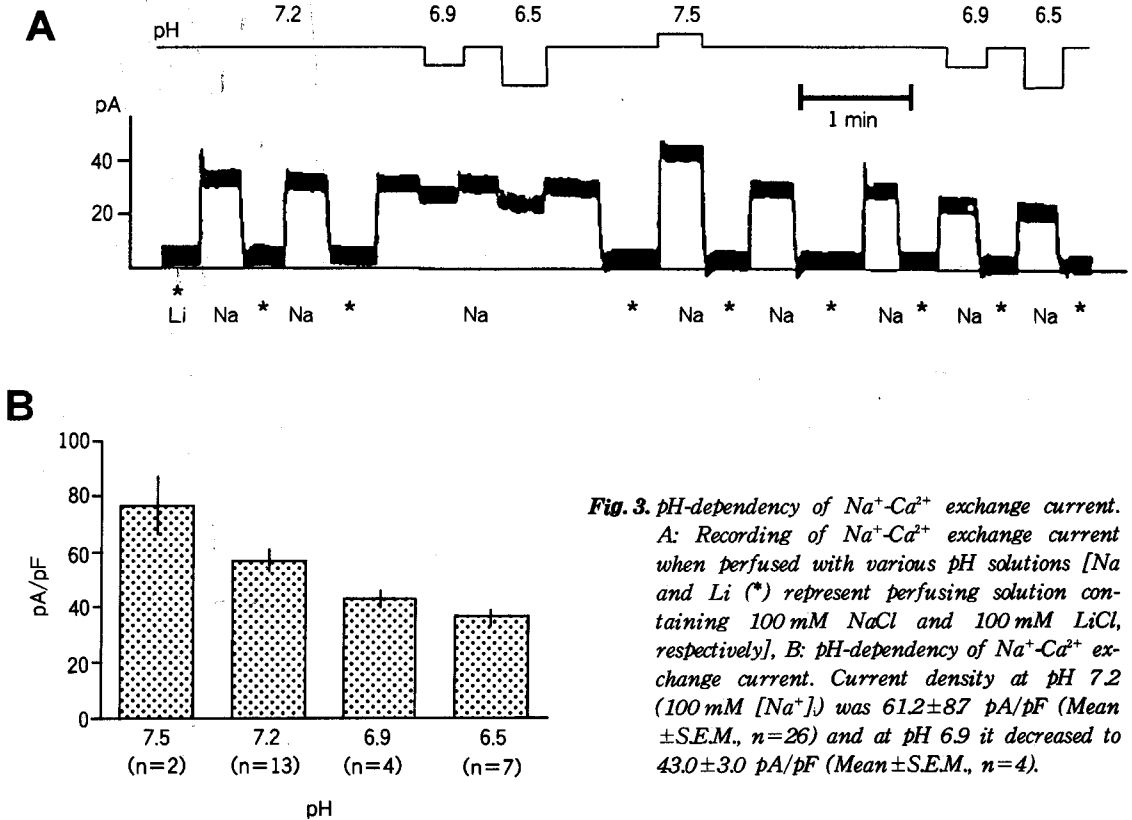 A
7.2 6.9 6.5 7.5 6.9 6.5
pH
1 min
pA
40
20
* * * * * * * * *
Li Na Na Na Na Na Na Na Na
B
100
80
60
40
20
0
pA/pF
7.5 7.2 6.9 6.5
(n=2) (n=13) (n=4) (n=7)
pH
Fig. 3. pH-dependency of Na⁺-Ca²⁺ exchange current.
A: Recording of Na⁺-Ca²⁺ exchange current
when perfused with various pH solutions [Na
and Li (*) represent perfusing solution con-
taining 100 mM NaCl and 100 mM LiCl,
respectively], B: pH-dependency of Na⁺-Ca²⁺ ex-
change current. Current density at pH 7.2
(100 mM [Na⁺]ᵢ) was 61.2±8.7 pA/pF (Mean
±S.E.M., n=26) and at pH 6.9 it decreased to
43.0±3.0 pA/pF (Mean±S.E.M., n=4).